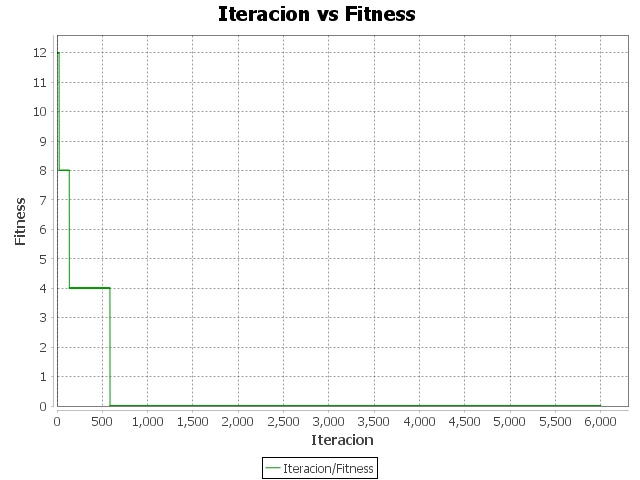 Iteracion vs Fitness
12
11
10
9
8
7
6
5
4
3
2
1
0
Fitness
0 500 1,000 1,500 2,000 2,500 3,000 3,500 4,000 4,500 5,000 5,500 6,000
Iteracion
Iteracion/Fitness